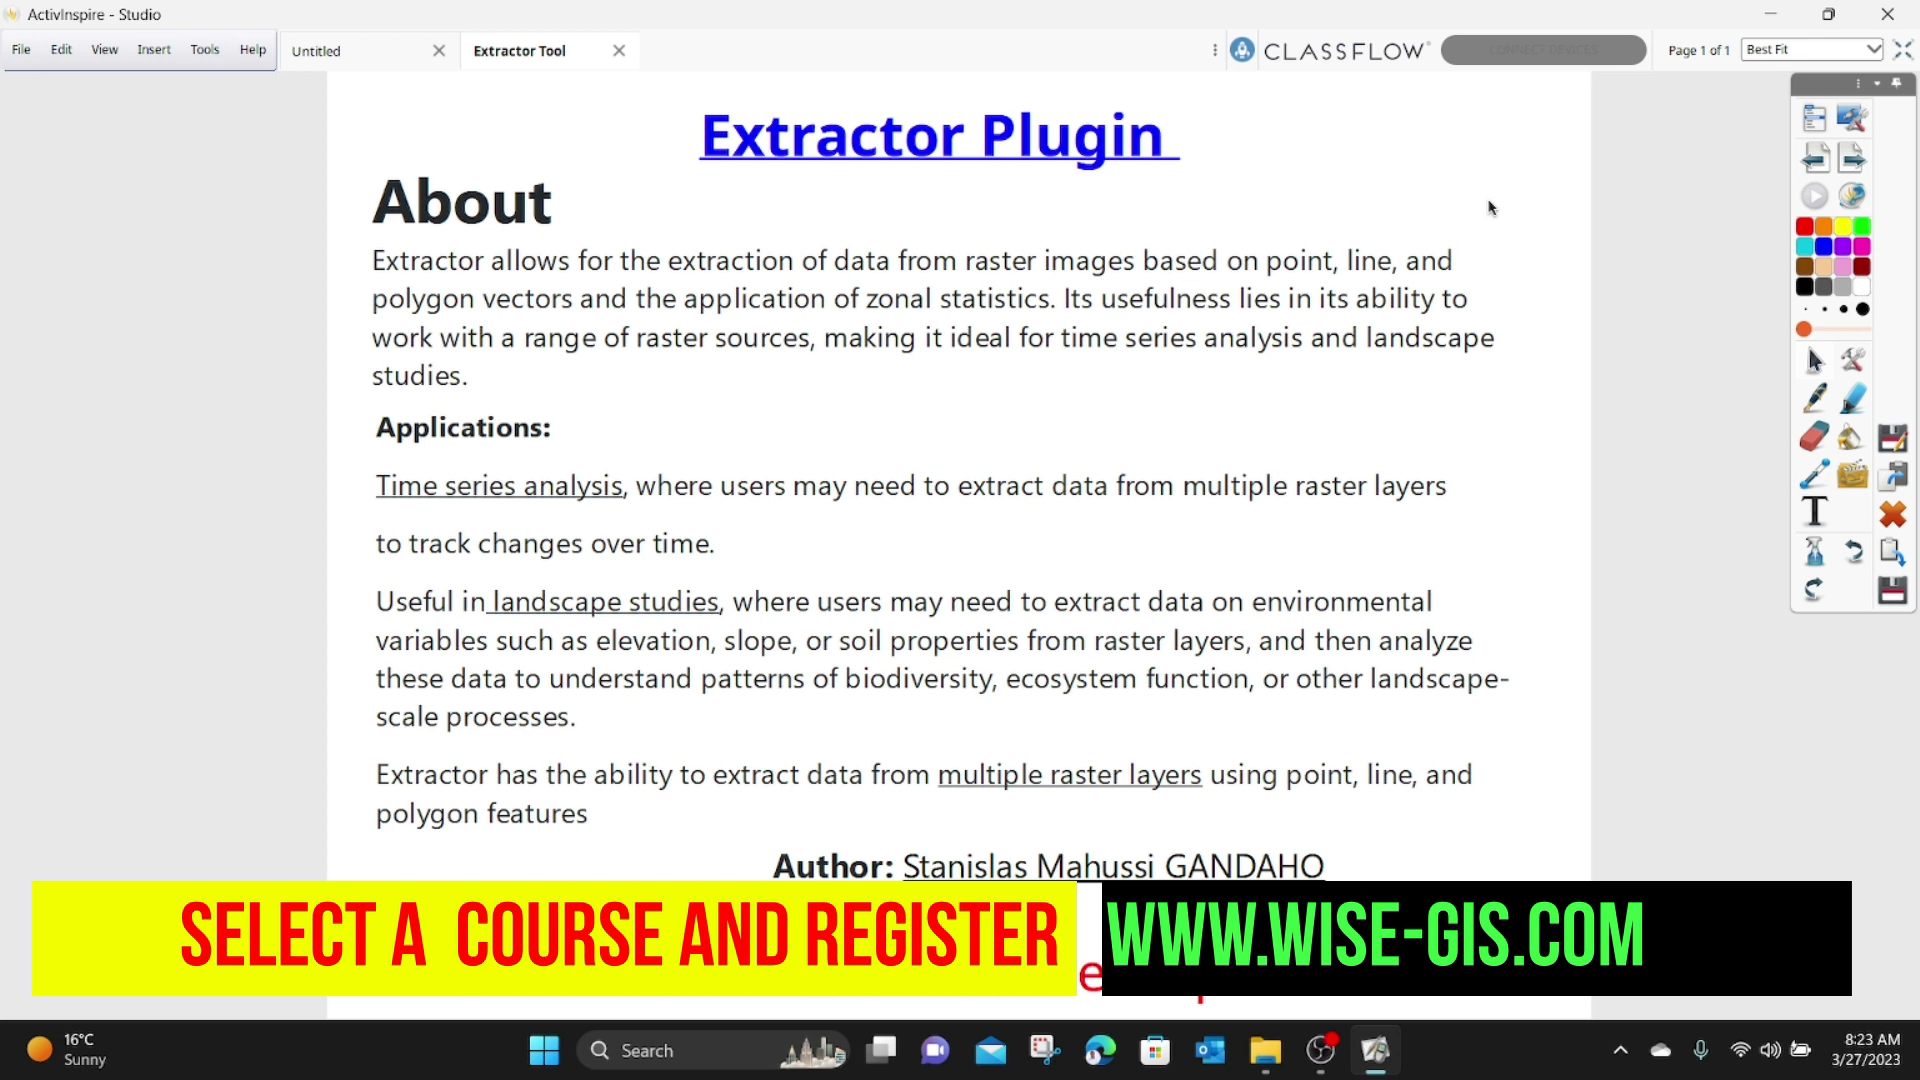 ActivInspire - Studio
File Edit View Insert Tools Help
Untitled
Extractor Tool
CLASSFLOW
Page 1 of 1
Best Fit
Extractor Plugin
About
Extractor allows for the extraction of data from raster images based on point, line, and
polygon vectors and the application of zonal statistics. Its usefulness lies in its ability to
work with a range of raster sources, making it ideal for time series analysis and landscape
studies.
Applications:
Time series analysis, where users may need to extract data from multiple raster layers
to track changes over time.
Useful in landscape studies, where users may need to extract data on environmental
variables such as elevation, slope, or soil properties from raster layers, and then analyze
these data to understand patterns of biodiversity, ecosystem function, or other landscape-
scale processes.
Extractor has the ability to extract data from multiple raster layers using point, line, and
polygon features
Author: Stanislas Mahussi GANDAHO
SELECT A COURSE AND REGISTER
WWW.WISE-GIS.COM
16°C
Sunny
Search
8:23 AM
3/27/2023